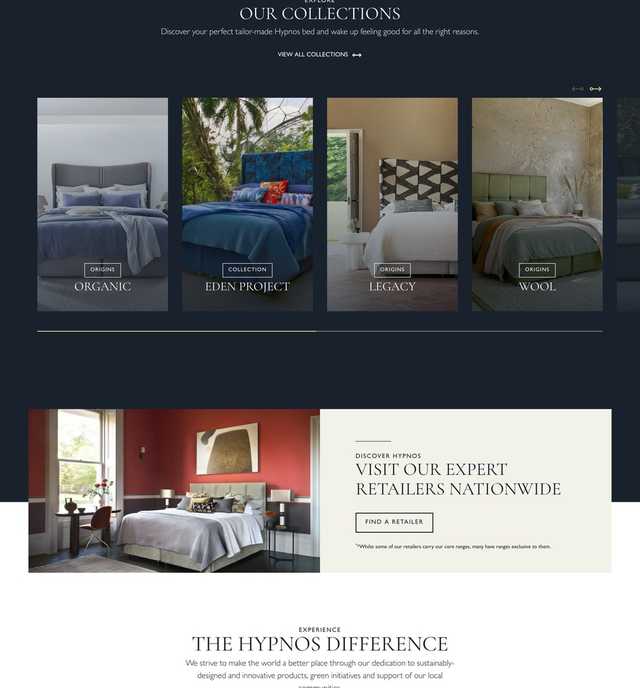 EXPLORE
OUR COLLECTIONS
Discover your perfect tailor-made Hypnos bed and wake up feeling good for all the right reasons.
VIEW ALL COLLECTIONS
ORIGINS
ORGANIC
COLLECTION
EDEN PROJECT
ORIGINS
LEGACY
ORIGINS
WOOL
DISCOVER HYPNOS
VISIT OUR EXPERT
RETAILERS NATIONWIDE
FIND A RETAILER
*Whilst some of our retailers carry our core ranges, many have ranges exclusive to them.
EXPERIENCE
THE HYPNOS DIFFERENCE
We strive to make the world a better place through our dedication to sustainably-
designed and innovative products, green initiatives and support of our local
communities.